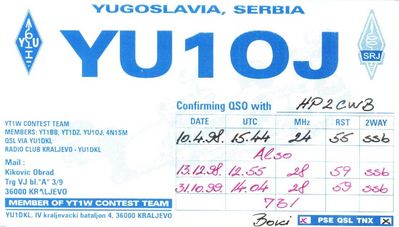 YUGOSLAVIA, SERBIA
YU
SRJ
YU1OJ
Confirming QSO with HP2CWB
YT1W CONTEST TEAM
MEMBERS: YT1BB, YT1DZ, YU1OJ, 4N1SM
QSL VIA YU1DKL
RADIO CLUB KRALJEVO - YU1DKL
Mail :
Kikovic Obrad
Trg VJ bl."A" 3/9
36000 KRALJEVO
DATE UTC MHz RST 2WAY
10.4.98. 15.44 24 55 ssb
Also
13.12.98. 12.55 28 59 ssb
31.10.99. 14.04 28 59 ssb
73!
MEMBER OF YT1W CONTEST TEAM
YU1DKL, IV kraljevacki bataljon 4, 36000 KRALJEVO
Boki x PSE QSL TNX x